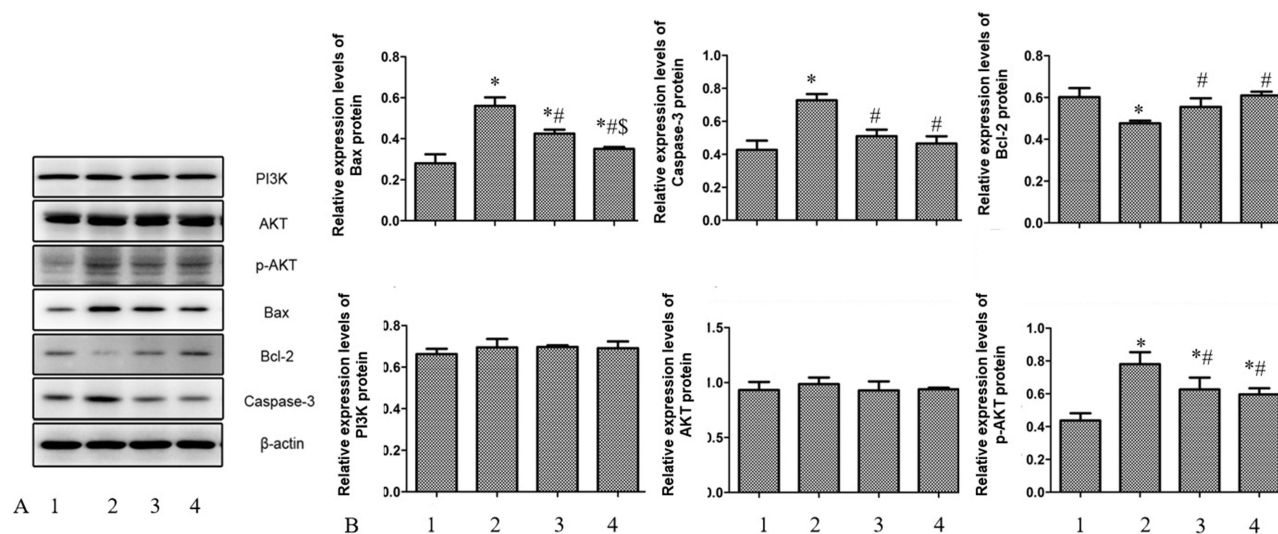 PI3K
AKT
p-AKT
Bax
Bcl-2
Caspase-3
β-actin
A 1 2 3 4
Relative expression levels of
Bax protein
0.8
0.6
0.4
0.2
0.0
*
*#
*#$
Relative expression levels of
Caspase-3 protein
1.0
0.8
0.6
0.4
0.2
0.0
*
#
#
Relative expression levels of
Bcl-2 protein
0.8
0.6
0.4
0.2
0.0
*
#
#
Relative expression levels of
PI3K protein
0.8
0.6
0.4
0.2
0.0
Relative expression levels of
AKT protein
1.5
1.0
0.5
0.0
Relative expression levels of
p-AKT protein
1.0
0.8
0.6
0.4
0.2
0.0
*
*#
*#
B 1 2 3 4 1 2 3 4 1 2 3 4